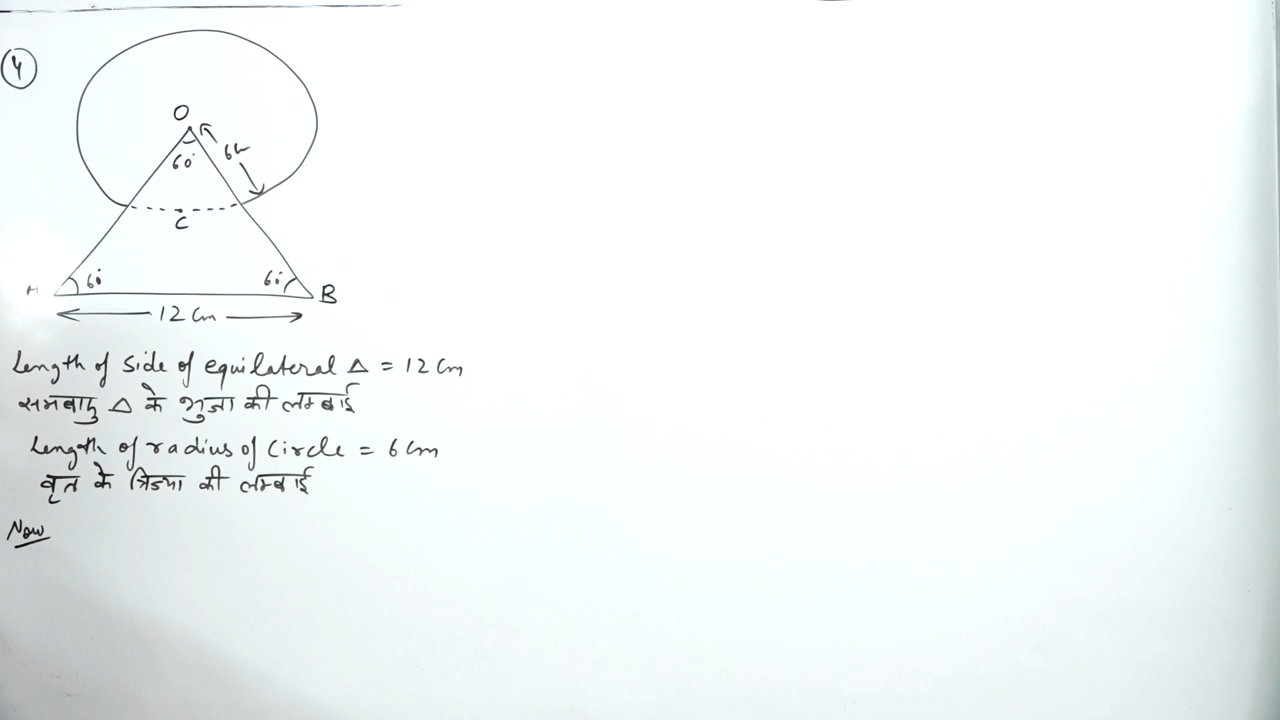 4
O
60°
6cm
C
60°
60°
B
12 Cm
Length of Side of equilateral △ = 12 Cm
समबाहु △ के भुजा की लम्बाई
Length of radius of Circle = 6 Cm
वृत के त्रिज्या की लम्बाई
Now